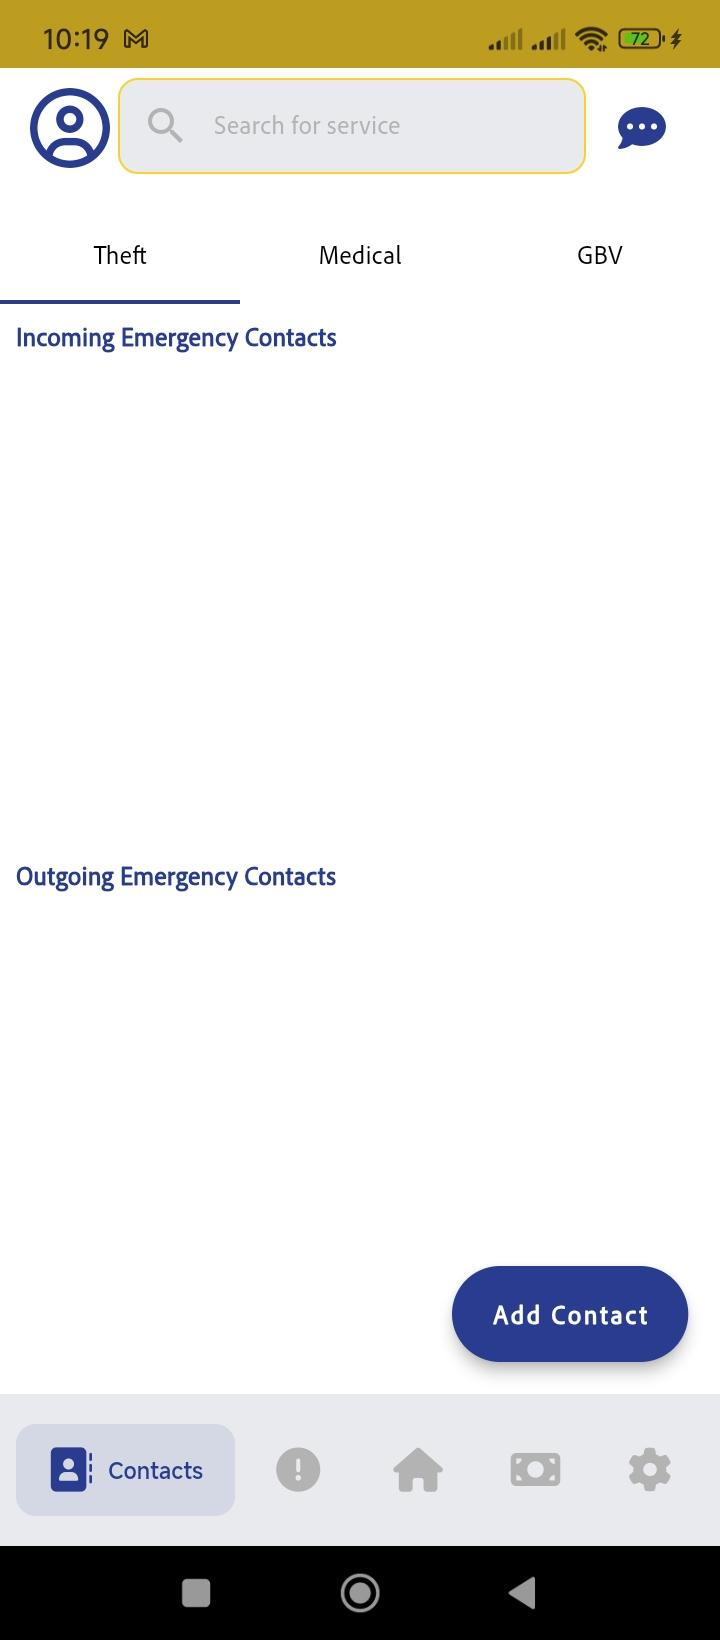 10:19
72
Search for service
Theft
Medical
GBV
Incoming Emergency Contacts
Outgoing Emergency Contacts
Add Contact
Contacts